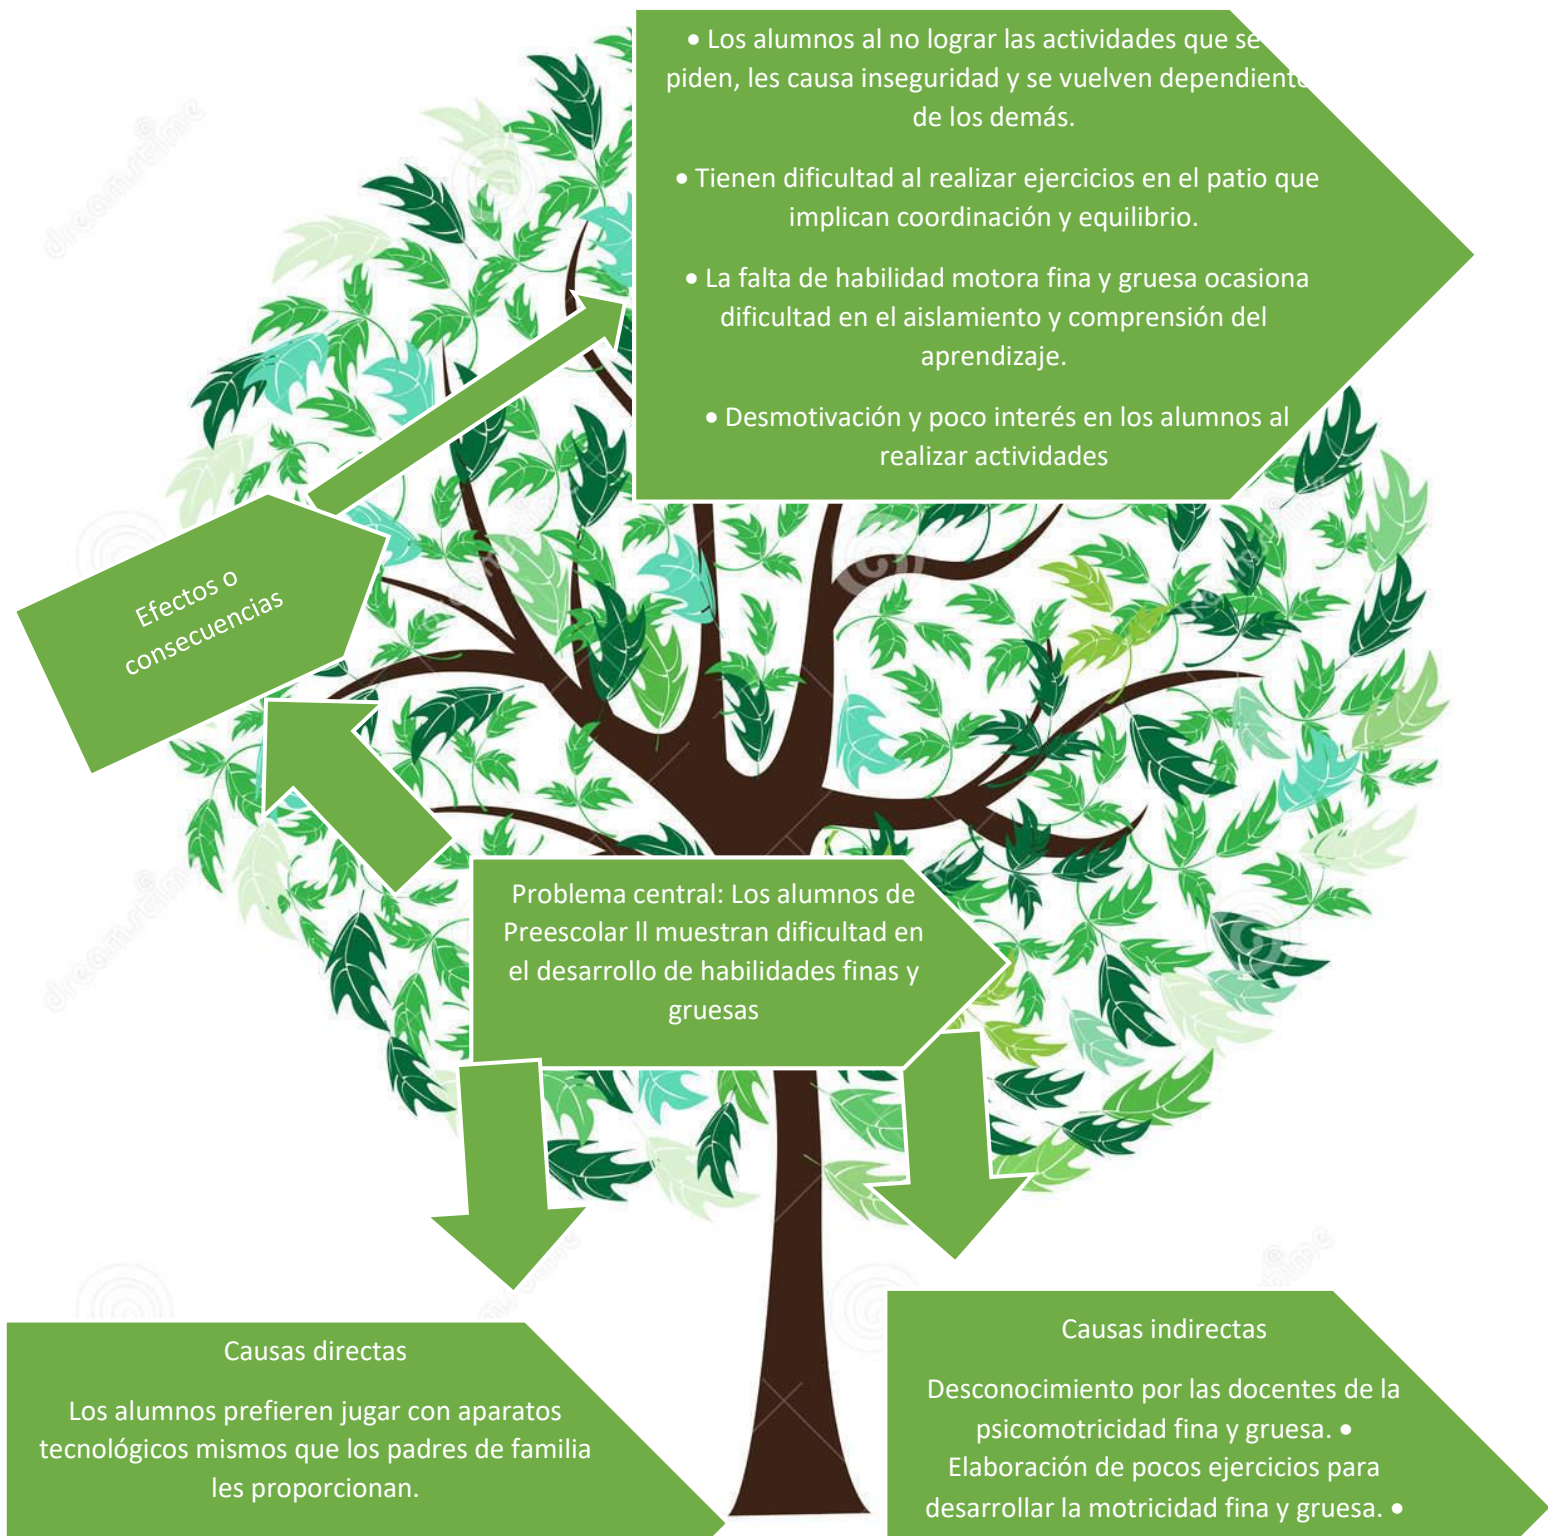 • Los alumnos al no lograr las actividades que se
piden, les causa inseguridad y se vuelven dependiente
de los demás.
• Tienen dificultad al realizar ejercicios en el patio que
implican coordinación y equilibrio.
• La falta de habilidad motora fina y gruesa ocasiona
dificultad en el aislamiento y comprensión del
aprendizaje.
• Desmotivación y poco interés en los alumnos al
realizar actividades
Efectos o
consecuencias
Problema central: Los alumnos de
Preescolar ll muestran dificultad en
el desarrollo de habilidades finas y
gruesas
Causas directas
Los alumnos prefieren jugar con aparatos
tecnológicos mismos que los padres de familia
les proporcionan.
Causas indirectas
Desconocimiento por las docentes de la
psicomotricidad fina y gruesa. •
Elaboración de pocos ejercicios para
desarrollar la motricidad fina y gruesa. •
dreamstime
dreamstime